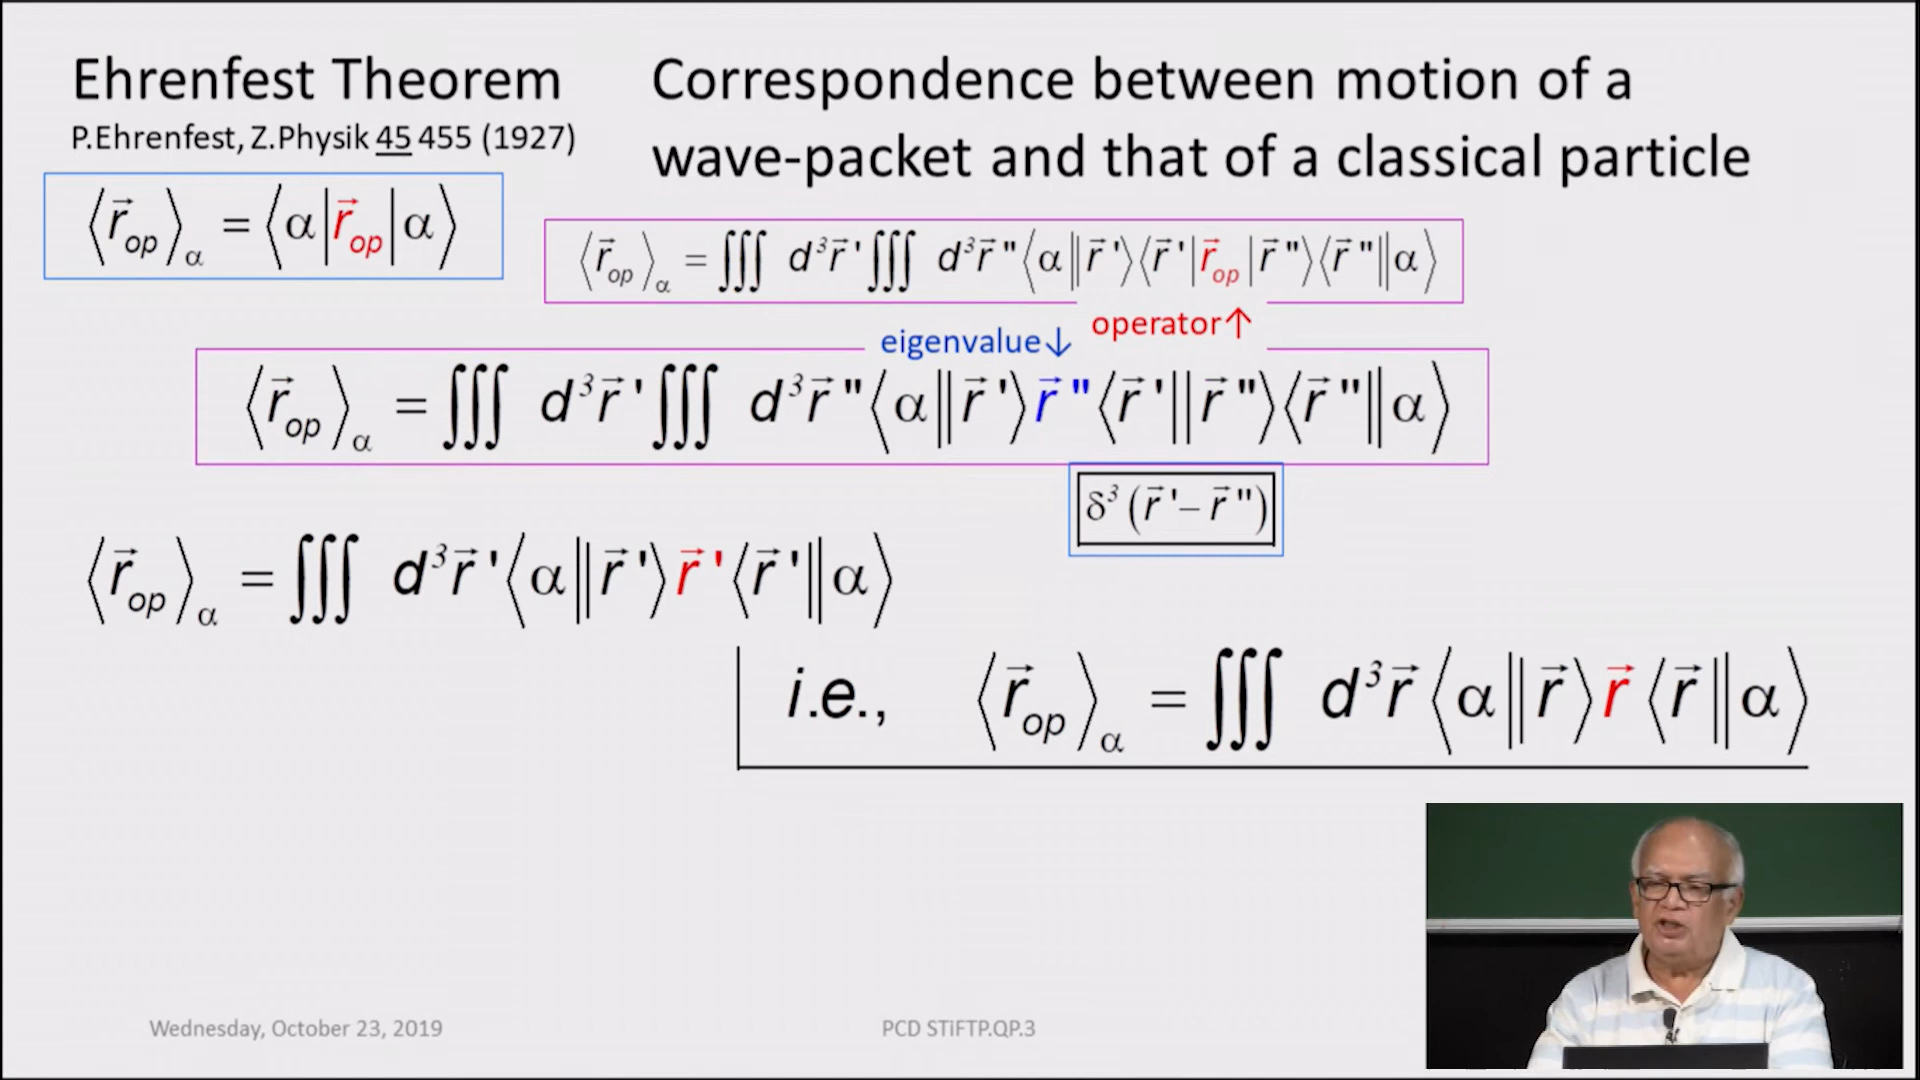 Ehrenfest Theorem
P.Ehrenfest, Z.Physik 45 455 (1927)
Correspondence between motion of a
wave-packet and that of a classical particle
⟨r⃗_op⟩_α = ⟨α|r⃗_op|α⟩
⟨r⃗_op⟩_α = ∭ d³r⃗ ' ∭ d³r⃗ " ⟨α||r⃗ '⟩⟨r⃗ '|r⃗_op|r⃗ "⟩⟨r⃗ "||α⟩
operator↑
eigenvalue↓
⟨r⃗_op⟩_α = ∭ d³r⃗ ' ∭ d³r⃗ " ⟨α||r⃗ '⟩ r⃗ " ⟨r⃗ '||r⃗ "⟩⟨r⃗ "||α⟩
δ³(r⃗ '– r⃗ ")
⟨r⃗_op⟩_α = ∭ d³r⃗ ' ⟨α||r⃗ '⟩ r⃗ ' ⟨r⃗ '||α⟩
i.e., ⟨r⃗_op⟩_α = ∭ d³r⃗ ⟨α||r⃗⟩ r⃗ ⟨r⃗||α⟩
Wednesday, October 23, 2019
PCD STiFTP.QP.3